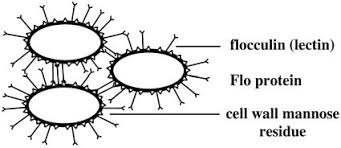 flocculin (lectin)
Flo protein
cell wall mannose
residue